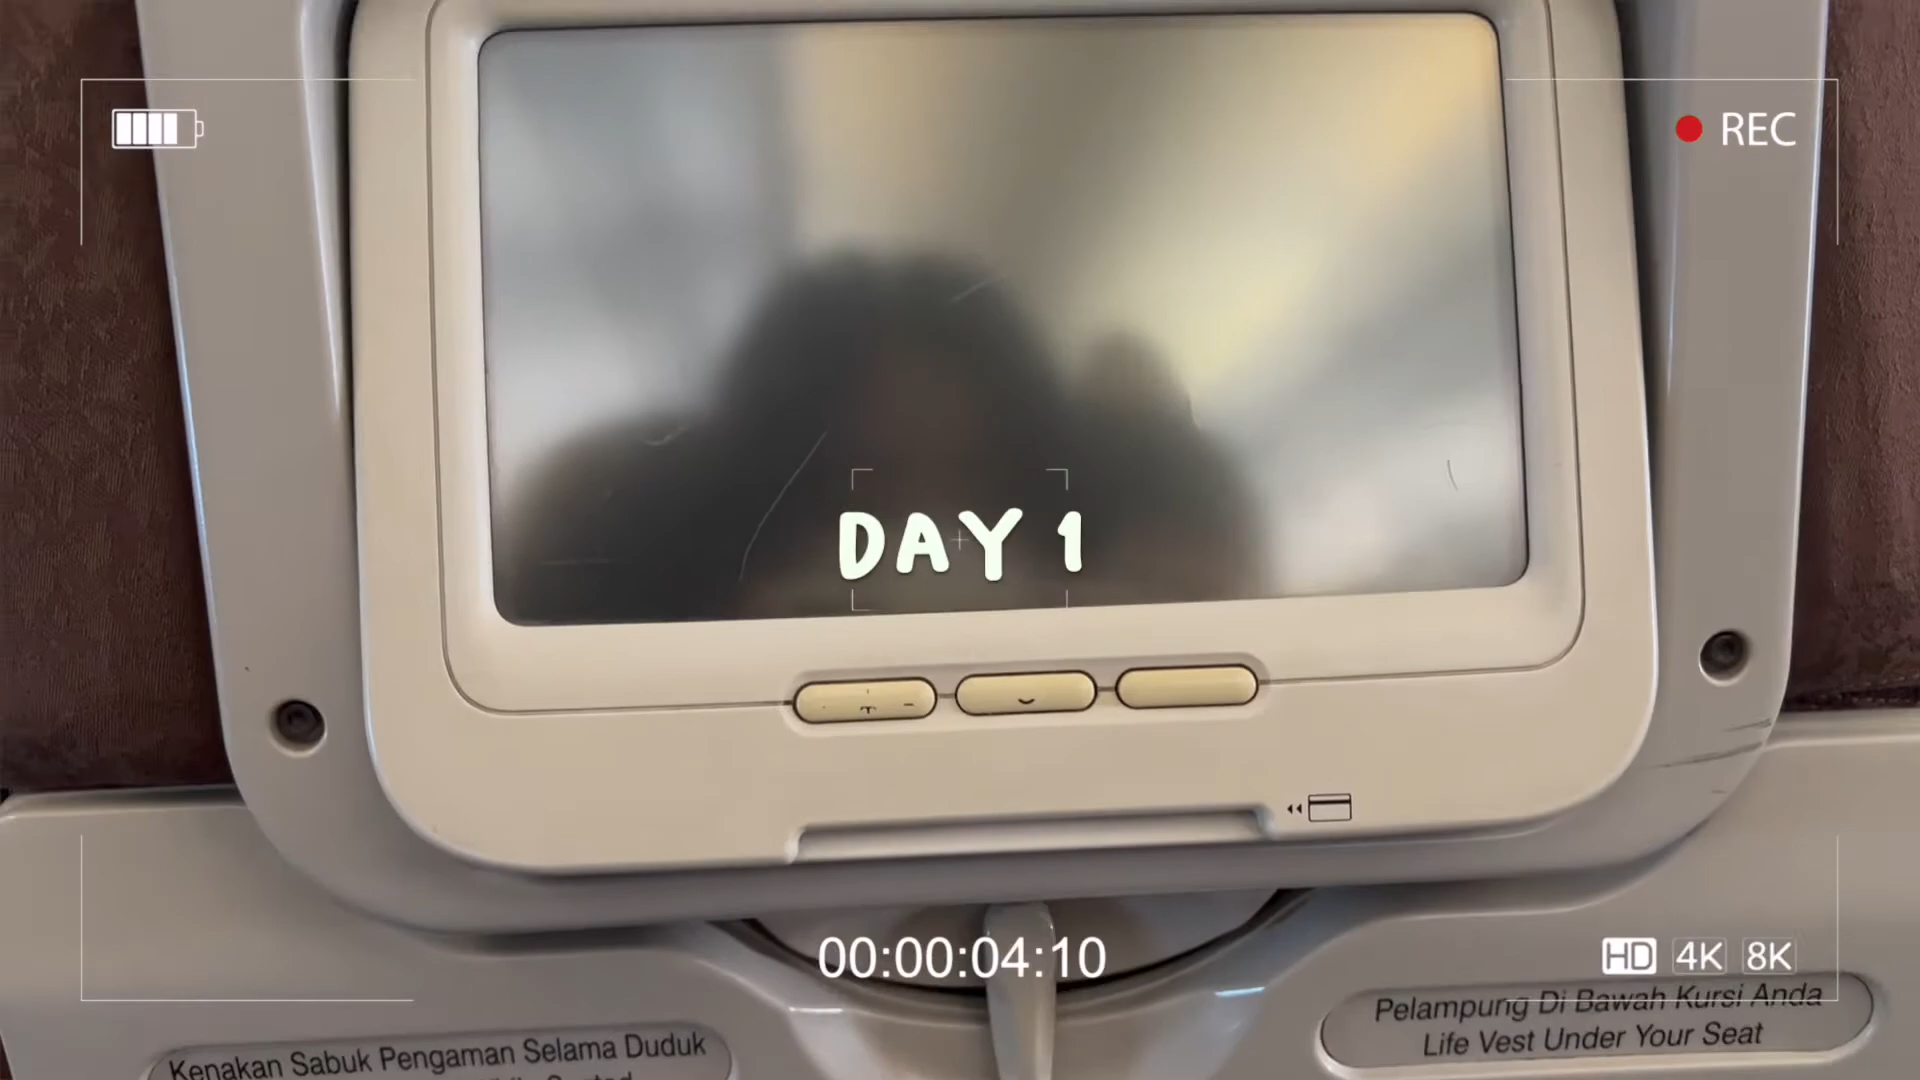 REC
DAY 1
00:00:04:10
HD 4K 8K
Pelampung Di Bawah Kursi Anda
Life Vest Under Your Seat
Kenakan Sabuk Pengaman Selama Duduk